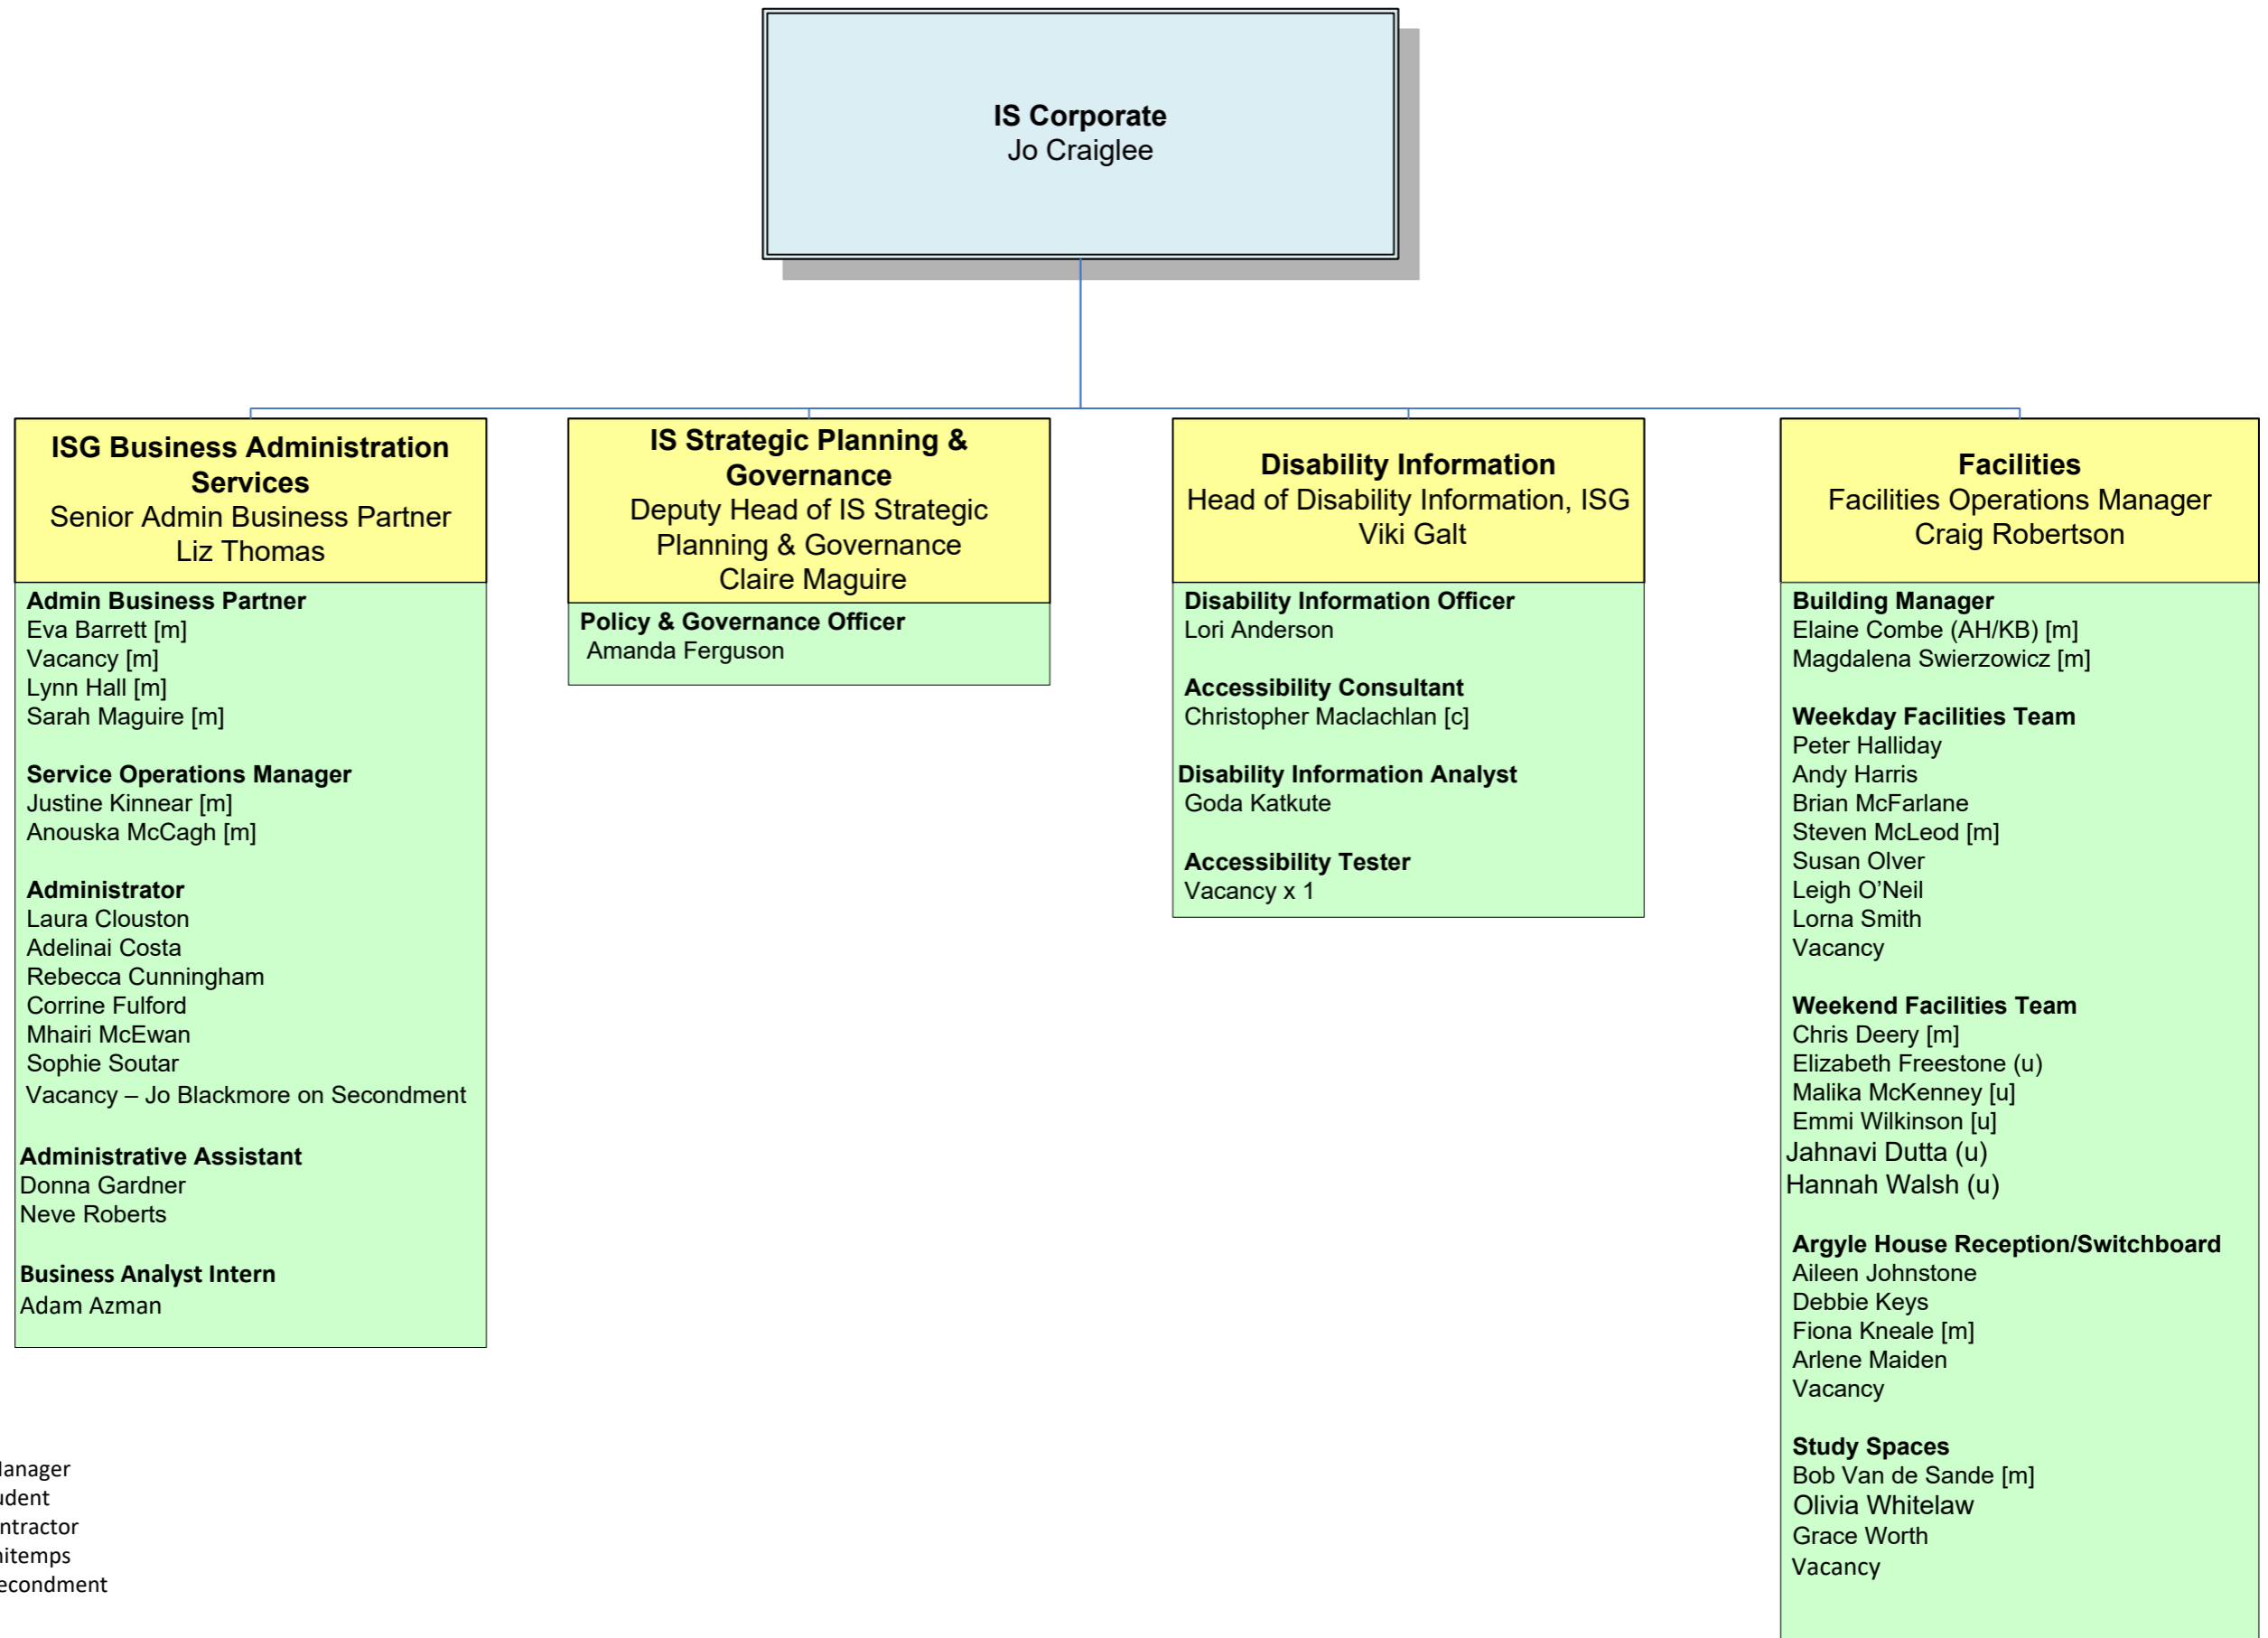 IS Corporate
Jo Craiglee
ISG Business Administration
Services
Senior Admin Business Partner
Liz Thomas
Admin Business Partner
Eva Barrett [m]
Vacancy [m]
Lynn Hall [m]
Sarah Maguire [m]
Service Operations Manager
Justine Kinnear [m]
Anouska McCagh [m]
Administrator
Laura Clouston
Adelinai Costa
Rebecca Cunningham
Corrine Fulford
Mhairi McEwan
Sophie Soutar
Vacancy – Jo Blackmore on Secondment
Administrative Assistant
Donna Gardner
Neve Roberts
Business Analyst Intern
Adam Azman
IS Strategic Planning &
Governance
Deputy Head of IS Strategic
Planning & Governance
Claire Maguire
Policy & Governance Officer
Amanda Ferguson
Disability Information
Head of Disability Information, ISG
Viki Galt
Disability Information Officer
Lori Anderson
Accessibility Consultant
Christopher Maclachlan [c]
Disability Information Analyst
Goda Katkute
Accessibility Tester
Vacancy x 1
Facilities
Facilities Operations Manager
Craig Robertson
Building Manager
Elaine Combe (AH/KB) [m]
Magdalena Swierzowicz [m]
Weekday Facilities Team
Peter Halliday
Andy Harris
Brian McFarlane
Steven McLeod [m]
Susan Olver
Leigh O’Neil
Lorna Smith
Vacancy
Weekend Facilities Team
Chris Deery [m]
Elizabeth Freestone (u)
Malika McKenney [u]
Emmi Wilkinson [u]
Jahnavi Dutta (u)
Hannah Walsh (u)
Argyle House Reception/Switchboard
Aileen Johnstone
Debbie Keys
Fiona Kneale [m]
Arlene Maiden
Vacancy
Study Spaces
Bob Van de Sande [m]
Olivia Whitelaw
Grace Worth
Vacancy